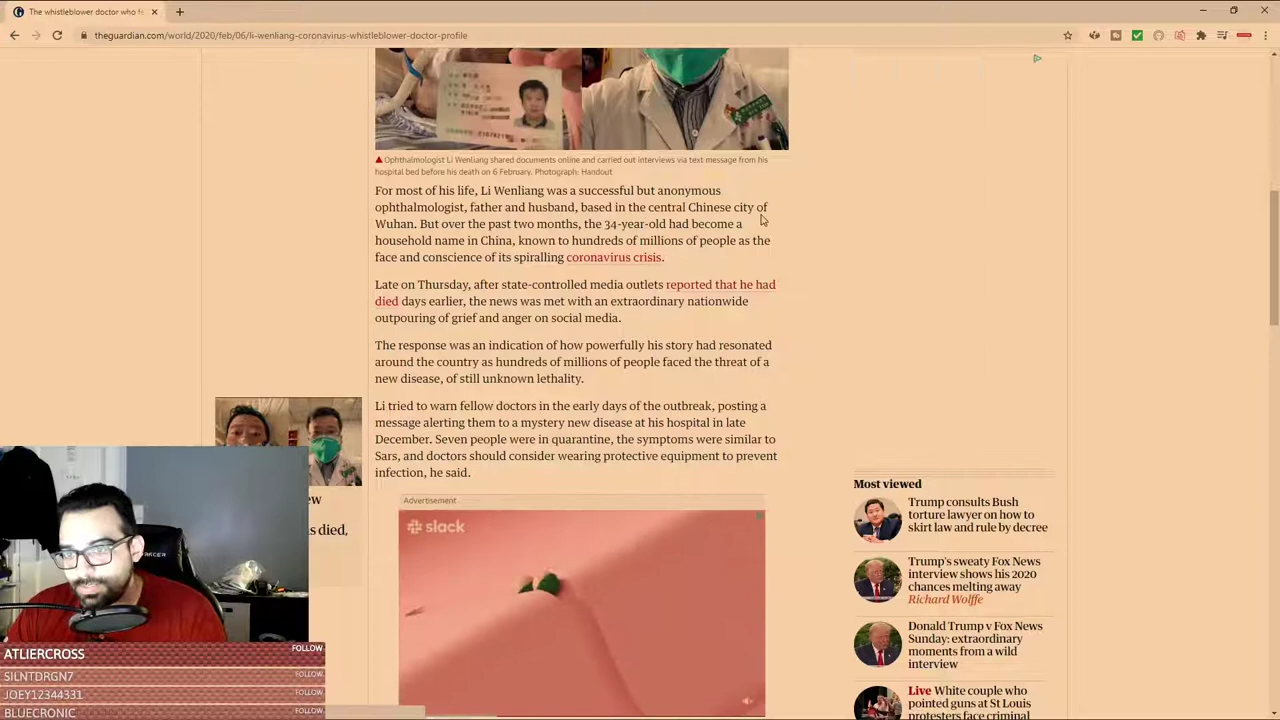 The whistleblower doctor who f
theguardian.com/world/2020/feb/06/li-wenliang-coronavirus-whistleblower-doctor-profile
Ophthalmologist Li Wenliang shared documents online and carried out interviews via text message from his
hospital bed before his death on 6 February. Photograph: Handout
For most of his life, Li Wenliang was a successful but anonymous
ophthalmologist, father and husband, based in the central Chinese city of
Wuhan. But over the past two months, the 34-year-old had become a
household name in China, known to hundreds of millions of people as the
face and conscience of its spiralling coronavirus crisis.
Late on Thursday, after state-controlled media outlets reported that he had
died days earlier, the news was met with an extraordinary nationwide
outpouring of grief and anger on social media.
The response was an indication of how powerfully his story had resonated
around the country as hundreds of millions of people faced the threat of a
new disease, of still unknown lethality.
Li tried to warn fellow doctors in the early days of the outbreak, posting a
message alerting them to a mystery new disease at his hospital in late
December. Seven people were in quarantine, the symptoms were similar to
Sars, and doctors should consider wearing protective equipment to prevent
infection, he said.
Advertisement
slack
ew
s died,
Most viewed
Trump consults Bush
torture lawyer on how to
skirt law and rule by decree
Trump's sweaty Fox News
interview shows his 2020
chances melting away
Richard Wolffe
Donald Trump v Fox News
Sunday: extraordinary
moments from a wild
interview
Live White couple who
pointed guns at St Louis
protesters face criminal
ATLIERCROSS FOLLOW
SILNTDRGN7 FOLLOW
JOEY12344331 FOLLOW
BLUECRONIC FOLLOW